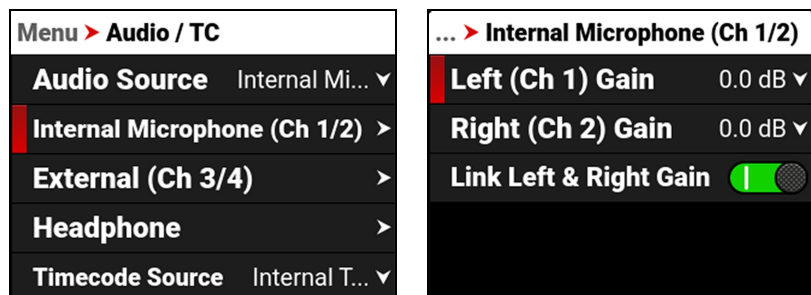 Menu > Audio / TC
Audio Source Internal Mi...
Internal Microphone (Ch 1/2) >
External (Ch 3/4) >
Headphone >
Timecode Source Internal T...
... > Internal Microphone (Ch 1/2)
Left (Ch 1) Gain 0.0 dB
Right (Ch 2) Gain 0.0 dB
Link Left & Right Gain